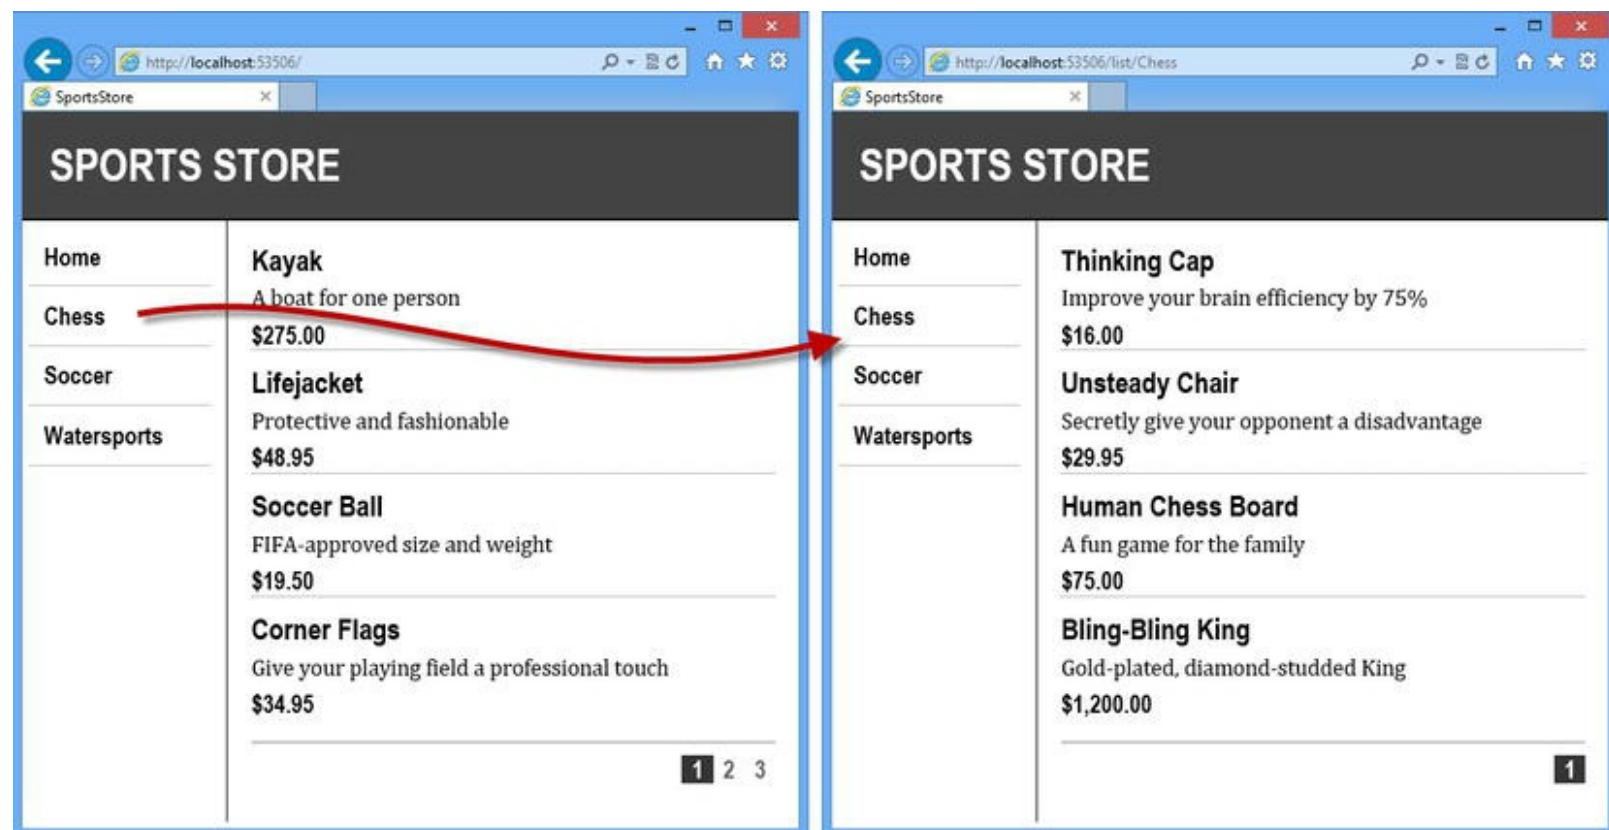 http://localhost:53506/
SportsStore
SPORTS STORE
Home
Chess
Soccer
Watersports
Kayak
A boat for one person
$275.00
Lifejacket
Protective and fashionable
$48.95
Soccer Ball
FIFA-approved size and weight
$19.50
Corner Flags
Give your playing field a professional touch
$34.95
1 2 3
http://localhost:53506/list/Chess
SportsStore
SPORTS STORE
Home
Chess
Soccer
Watersports
Thinking Cap
Improve your brain efficiency by 75%
$16.00
Unsteady Chair
Secretly give your opponent a disadvantage
$29.95
Human Chess Board
A fun game for the family
$75.00
Bling-Bling King
Gold-plated, diamond-studded King
$1,200.00
1